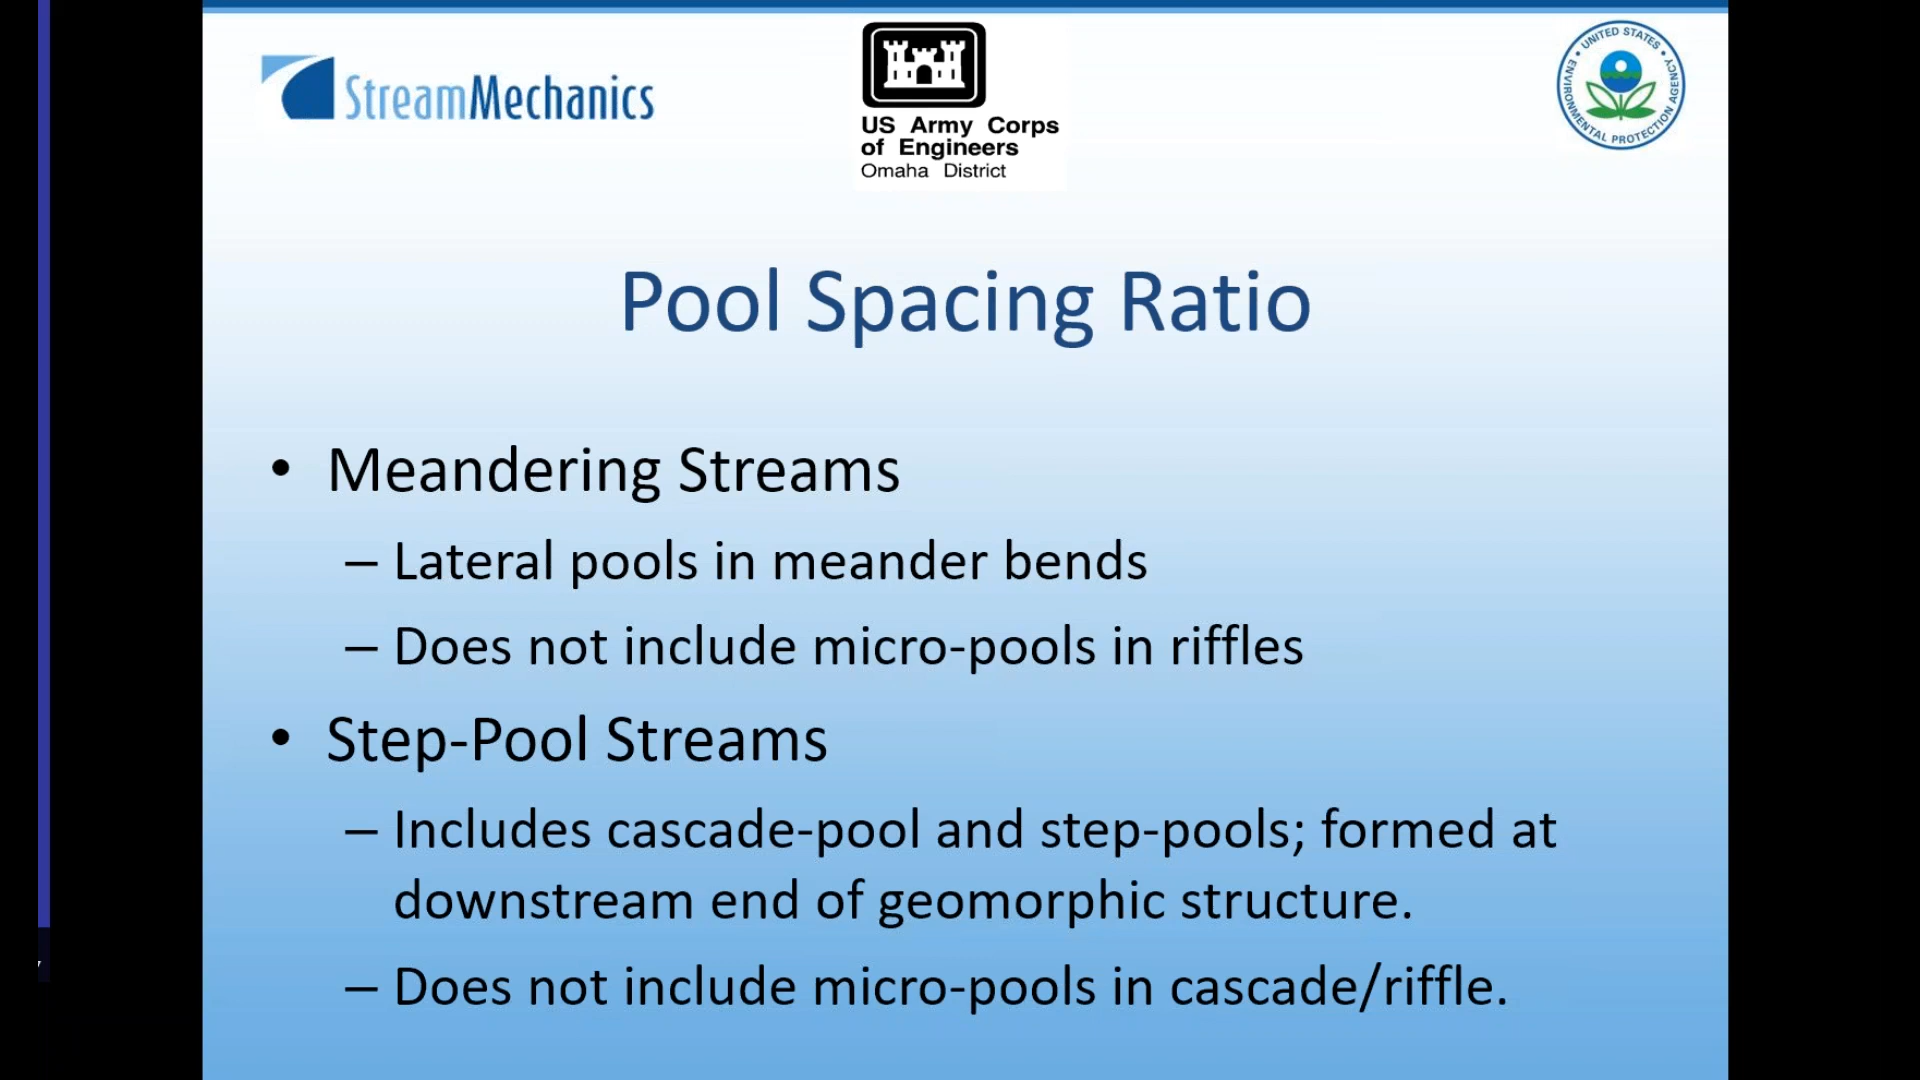 StreamMechanics
US Army Corps
of Engineers
Omaha District
UNITED STATES
ENVIRONMENTAL PROTECTION AGENCY
Pool Spacing Ratio
• Meandering Streams
– Lateral pools in meander bends
– Does not include micro-pools in riffles
• Step-Pool Streams
– Includes cascade-pool and step-pools; formed at
downstream end of geomorphic structure.
– Does not include micro-pools in cascade/riffle.